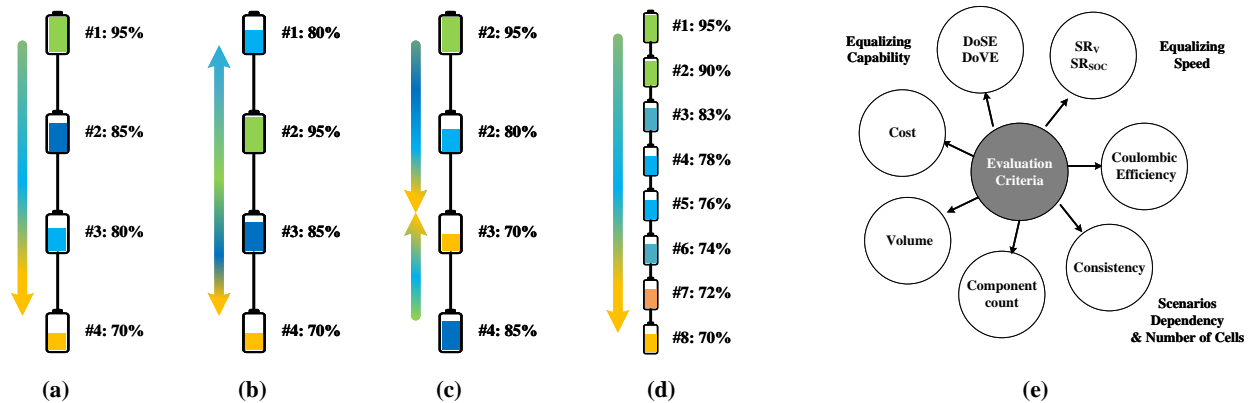 #1: 95%
#2: 85%
#3: 80%
#4: 70%
(a)
#1: 80%
#2: 95%
#3: 85%
#4: 70%
(b)
#2: 95%
#2: 80%
#3: 70%
#4: 85%
(c)
#1: 95%
#2: 90%
#3: 83%
#4: 78%
#5: 76%
#6: 74%
#7: 72%
#8: 70%
(d)
Equalizing
Capability
DoSE
DoVE
SRV
SRSOC
Equalizing
Speed
Cost
Evaluation
Criteria
Coulombic
Efficiency
Volume
Component
count
Consistency
Scenarios
Dependency
& Number of Cells
(e)